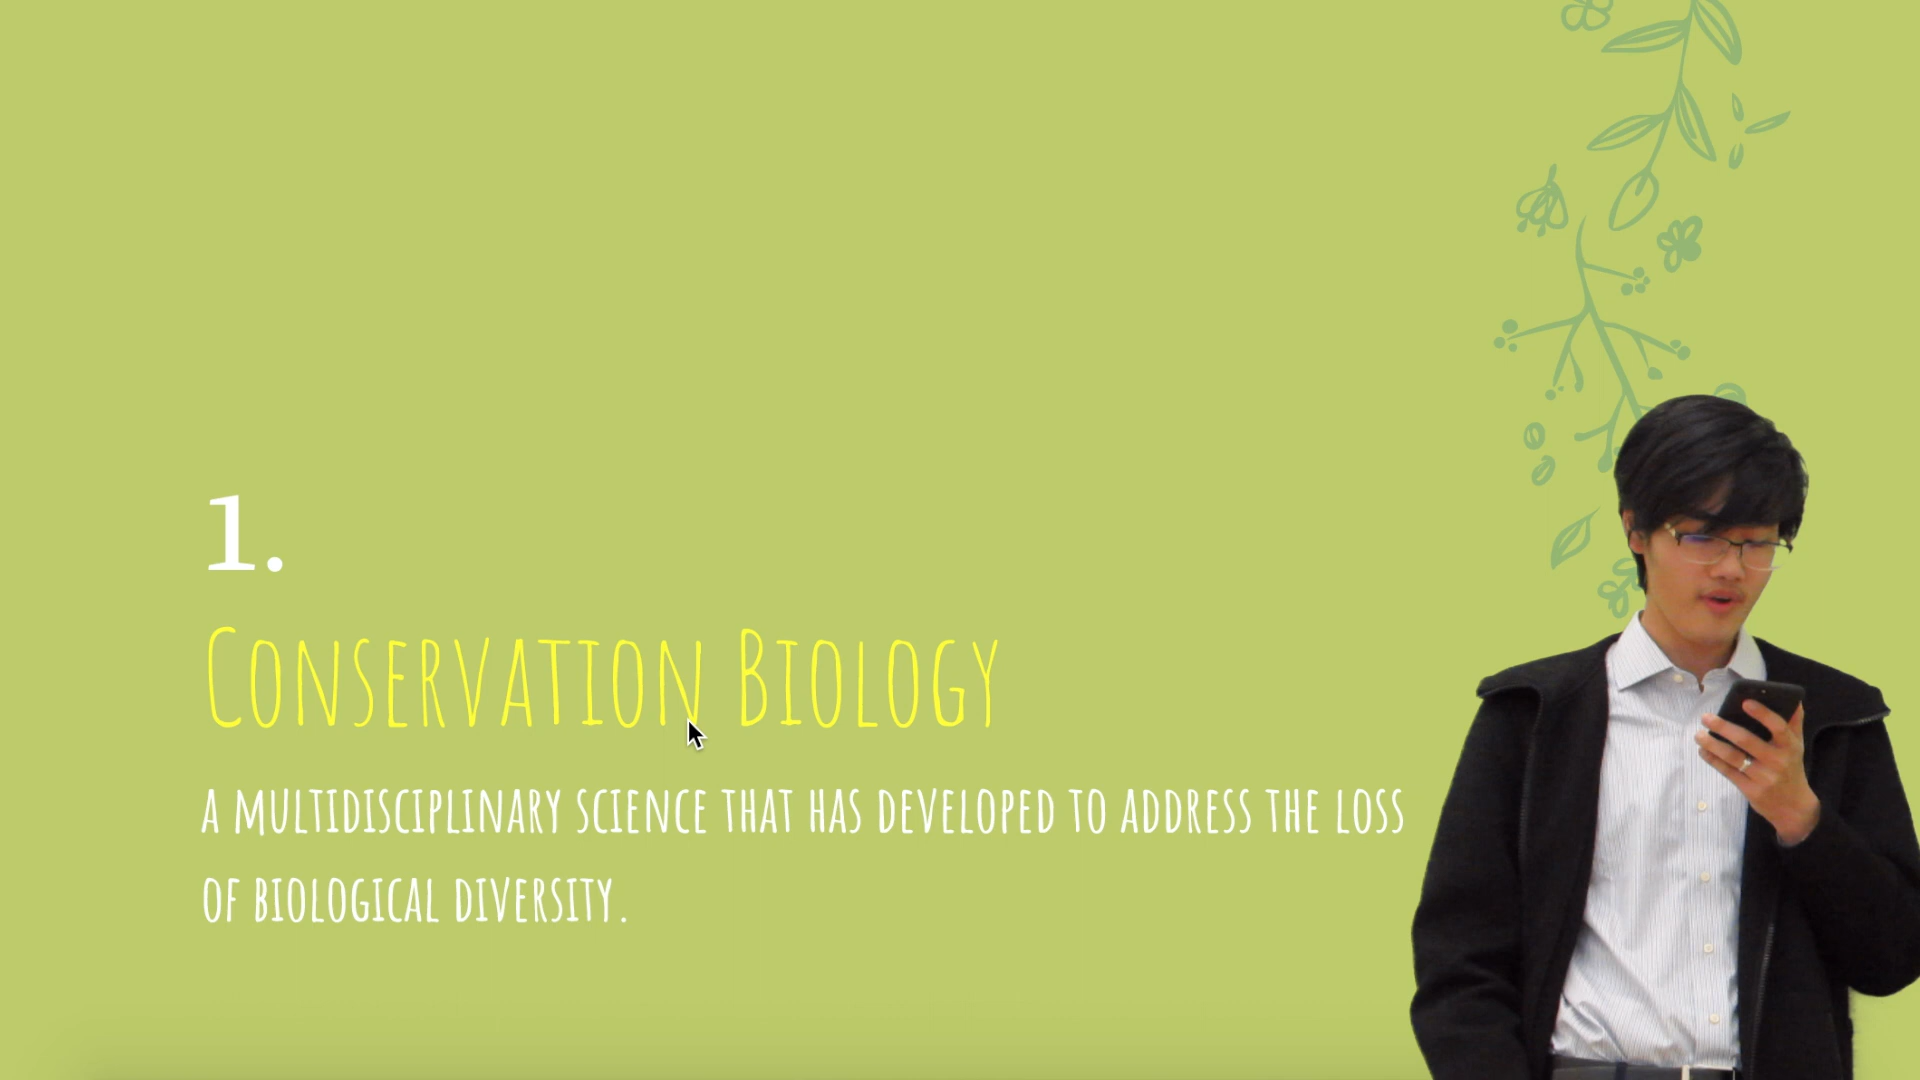 1.
Conservation Biology
A multidisciplinary science that has developed to address the loss
of biological diversity.